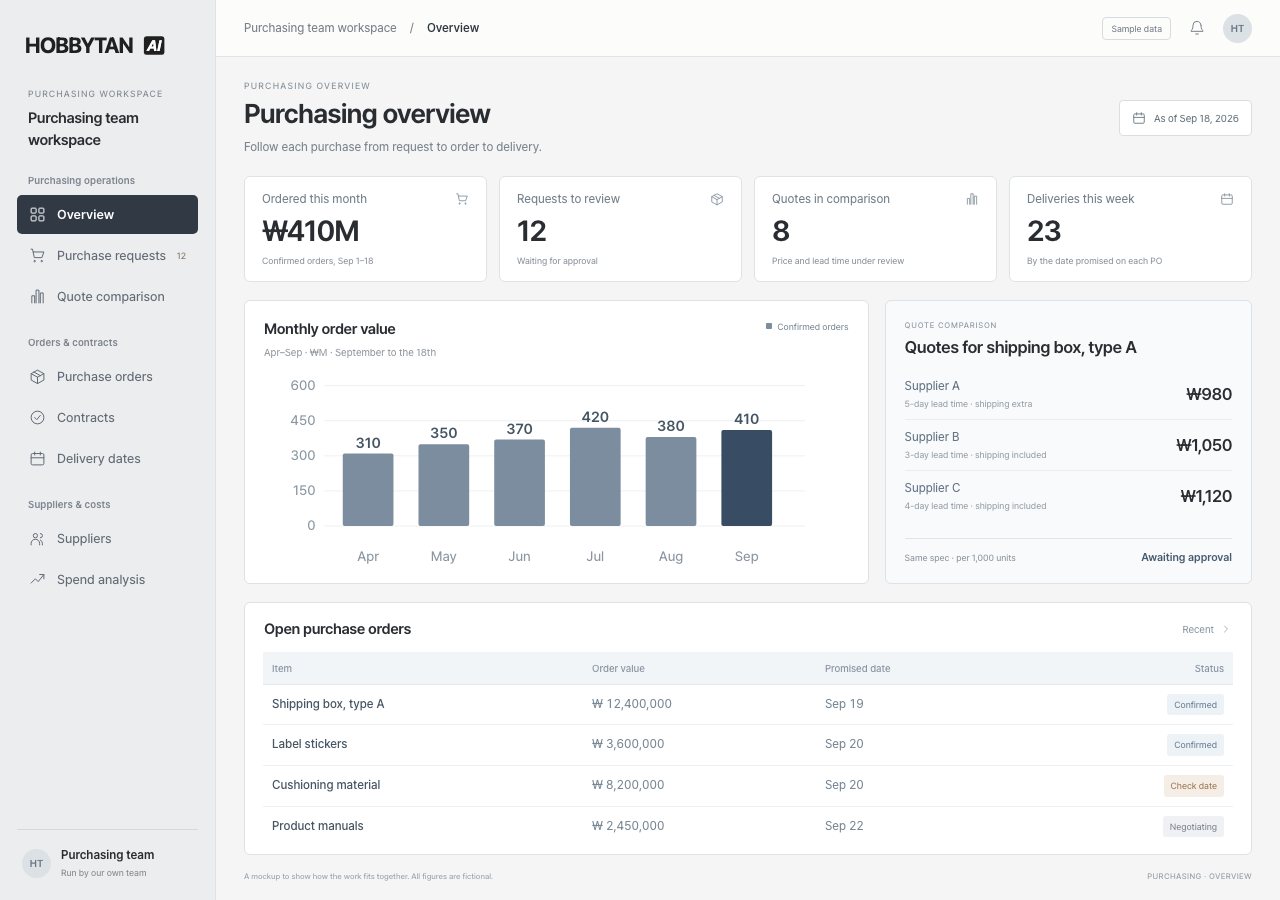 HOBBYTAN AI
PURCHASING WORKSPACE
Purchasing team
workspace
Purchasing operations
Overview
Purchase requests 12
Quote comparison
Orders & contracts
Purchase orders
Contracts
Delivery dates
Suppliers & costs
Suppliers
Spend analysis
HT
Purchasing team
Run by our own team
Purchasing team workspace / Overview
Sample data
HT
PURCHASING OVERVIEW
Purchasing overview
Follow each purchase from request to order to delivery.
As of Sep 18, 2026
Ordered this month
₩410M
Confirmed orders, Sep 1–18
Requests to review
12
Waiting for approval
Quotes in comparison
8
Price and lead time under review
Deliveries this week
23
By the date promised on each PO
Monthly order value
Confirmed orders
Apr–Sep · ₩M · September to the 18th
600
450
300
150
0
310
350
370
420
380
410
Apr
May
Jun
Jul
Aug
Sep
QUOTE COMPARISON
Quotes for shipping box, type A
Supplier A
5-day lead time · shipping extra
₩980
Supplier B
3-day lead time · shipping included
₩1,050
Supplier C
4-day lead time · shipping included
₩1,120
Same spec · per 1,000 units
Awaiting approval
Open purchase orders
Recent
Item Order value Promised date Status
Shipping box, type A ₩ 12,400,000 Sep 19 Confirmed
Label stickers ₩ 3,600,000 Sep 20 Confirmed
Cushioning material ₩ 8,200,000 Sep 20 Check date
Product manuals ₩ 2,450,000 Sep 22 Negotiating
A mockup to show how the work fits together. All figures are fictional.
PURCHASING · OVERVIEW